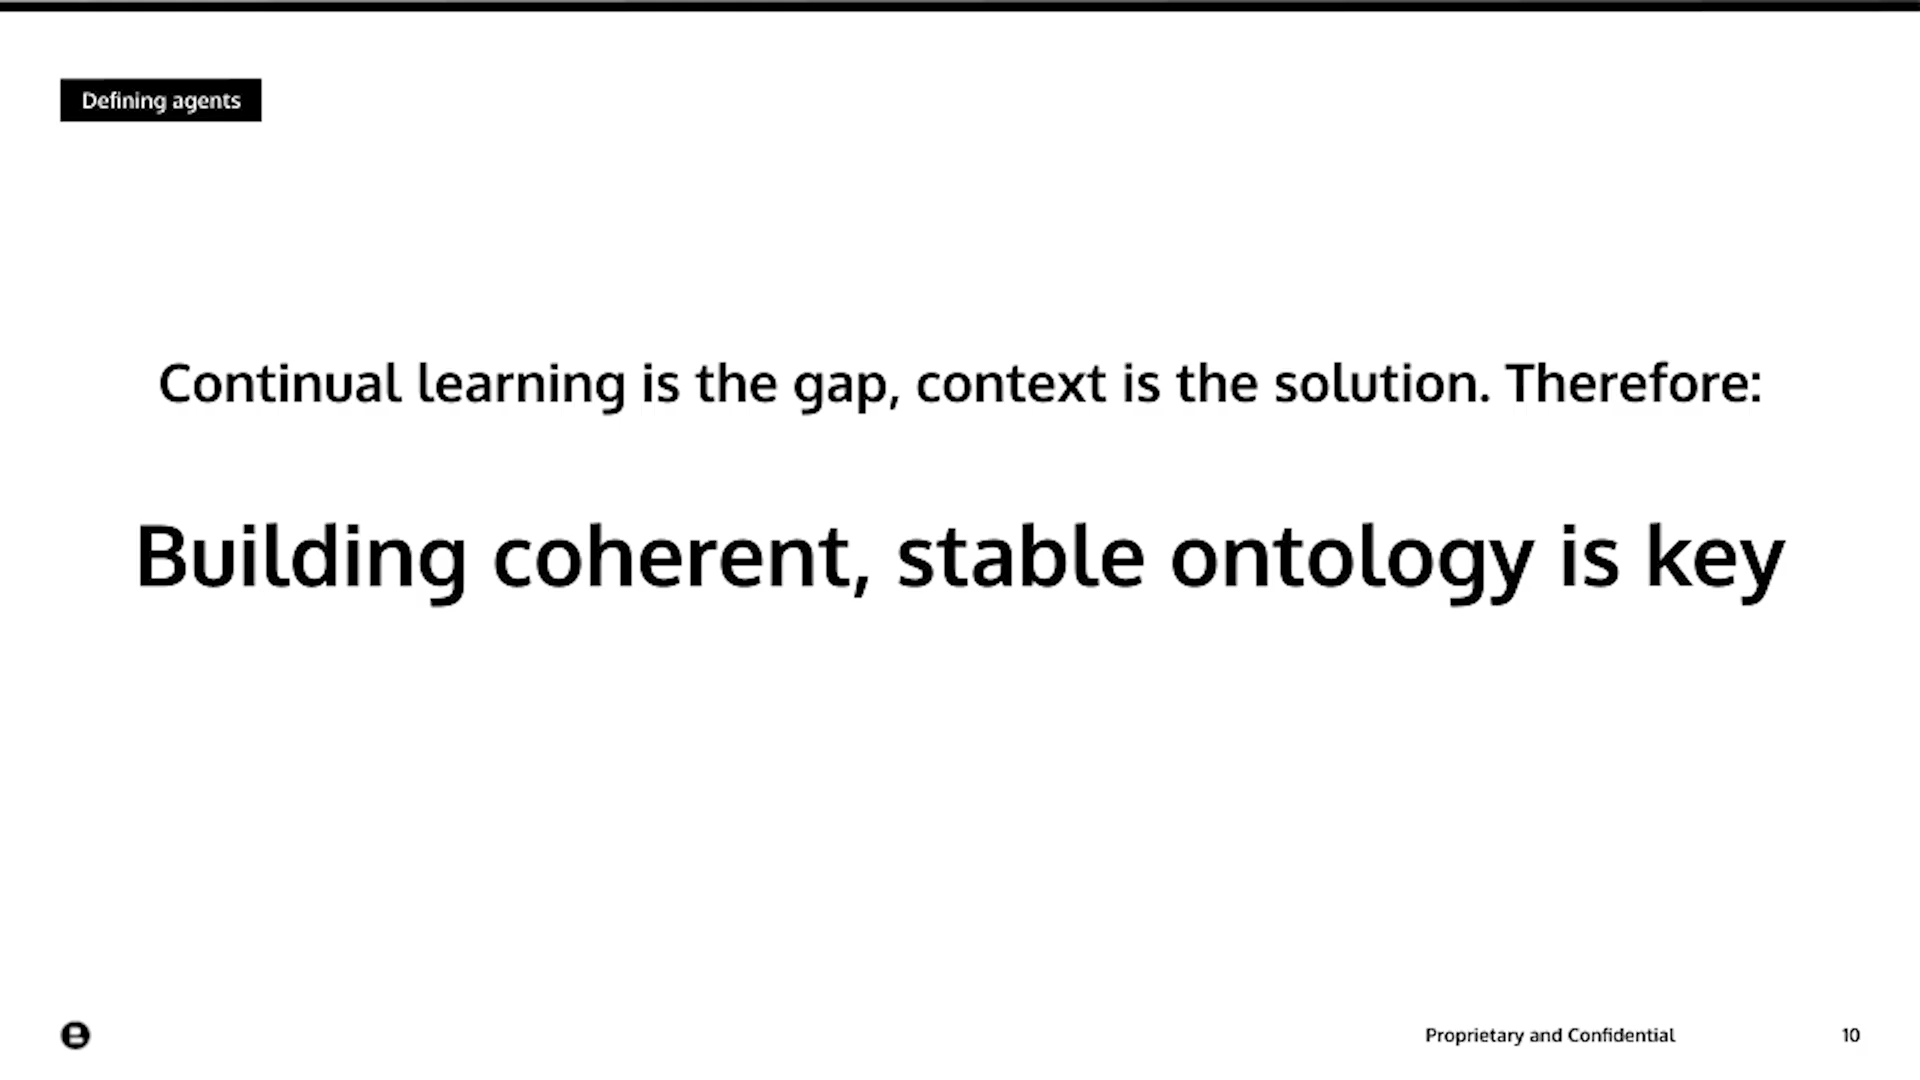 Defining agents
Continual learning is the gap, context is the solution. Therefore:
Building coherent, stable ontology is key
Proprietary and Confidential
10